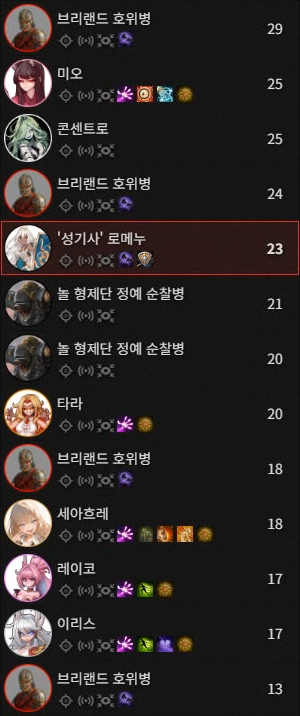 브리랜드 호위병 29
미오 25
콘센트로 25
브리랜드 호위병 24
'성기사' 로메누 23
놀 형제단 정예 순찰병 21
놀 형제단 정예 순찰병 20
타라 20
브리랜드 호위병 18
세아흐레 18
레이코 17
이리스 17
브리랜드 호위병 13